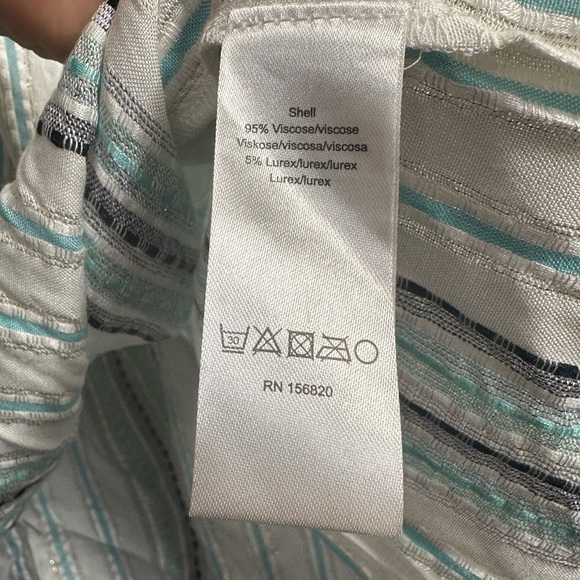 Shell
95% Viscose/viscose
Viskose/viscosa/viscosa
5% Lurex/lurex/lurex
Lurex/lurex
30
RN 156820